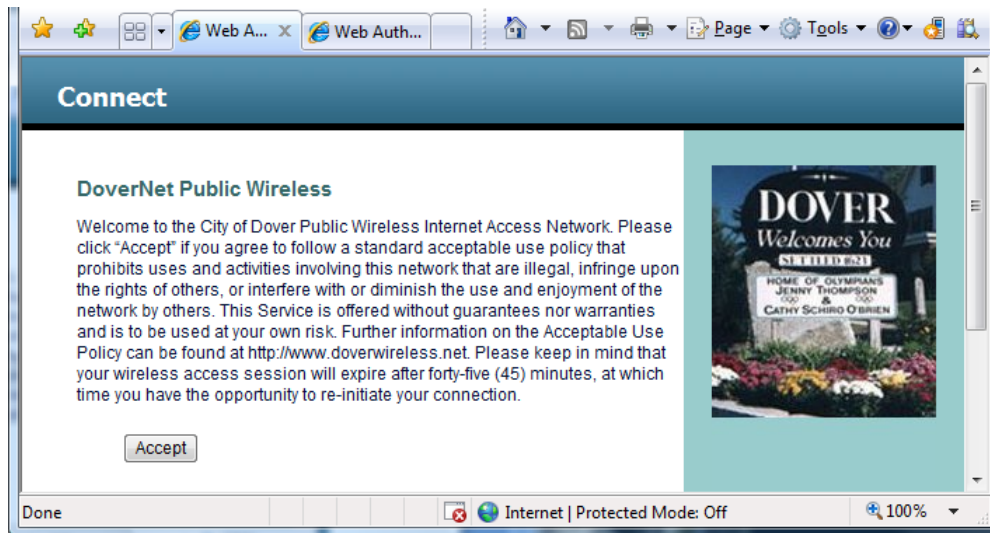 Web A...
Web Auth...
Page
Tools
Connect
DoverNet Public Wireless
Welcome to the City of Dover Public Wireless Internet Access Network. Please
click “Accept” if you agree to follow a standard acceptable use policy that
prohibits uses and activities involving this network that are illegal, infringe upon
the rights of others, or interfere with or diminish the use and enjoyment of the
network by others. This Service is offered without guarantees nor warranties
and is to be used at your own risk. Further information on the Acceptable Use
Policy can be found at http://www.doverwireless.net. Please keep in mind that
your wireless access session will expire after forty-five (45) minutes, at which
time you have the opportunity to re-initiate your connection.
Accept
DOVER
Welcomes You
SETTLED 1623
HOME OF OLYMPIANS
JENNY THOMPSON
&
CATHY SCHIRO O'BRIEN
Done
Internet | Protected Mode: Off
100%